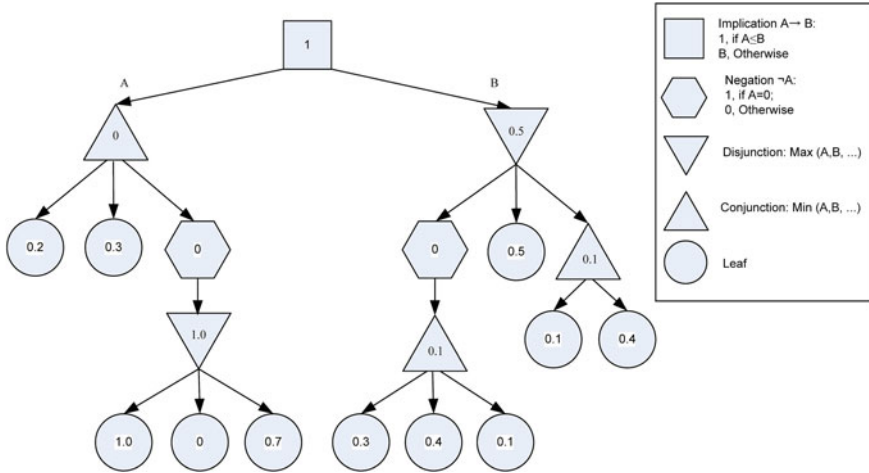 1
A
B
0
0.5
0.2
0.3
0
0
0.5
0.1
1.0
0.1
0.1
0.4
1.0
0
0.7
0.3
0.4
0.1
Implication A→ B:
1, if A≤B
B, Otherwise
Negation ¬A:
1, if A=0;
0, Otherwise
Disjunction: Max (A,B, ...)
Conjunction: Min (A,B, ...)
Leaf